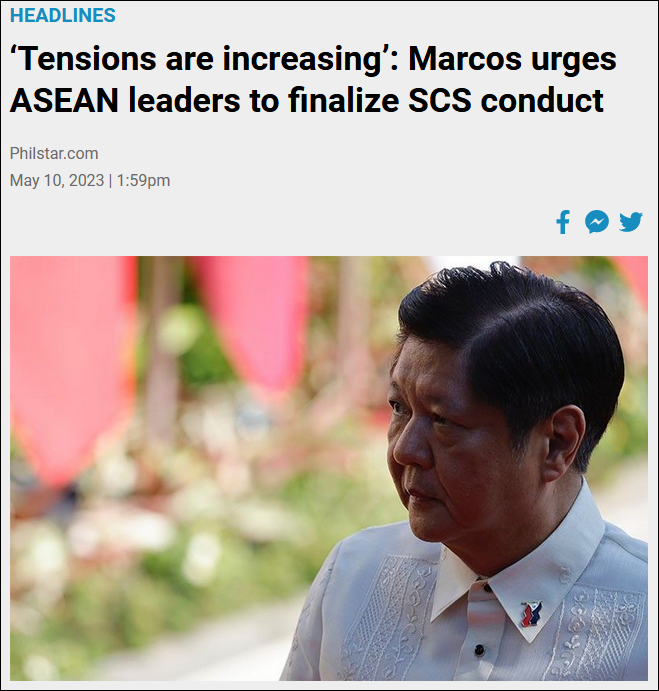 HEADLINES
‘Tensions are increasing’: Marcos urges
ASEAN leaders to finalize SCS conduct
Philstar.com
May 10, 2023 | 1:59pm